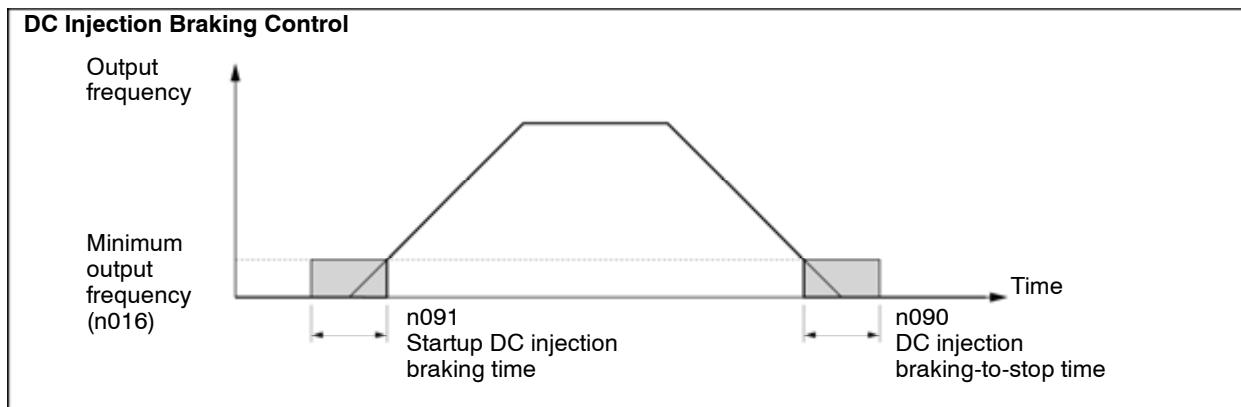 DC Injection Braking Control
Output
frequency
Minimum
output
frequency
(n016)
Time
n091
Startup DC injection
braking time
n090
DC injection
braking-to-stop time